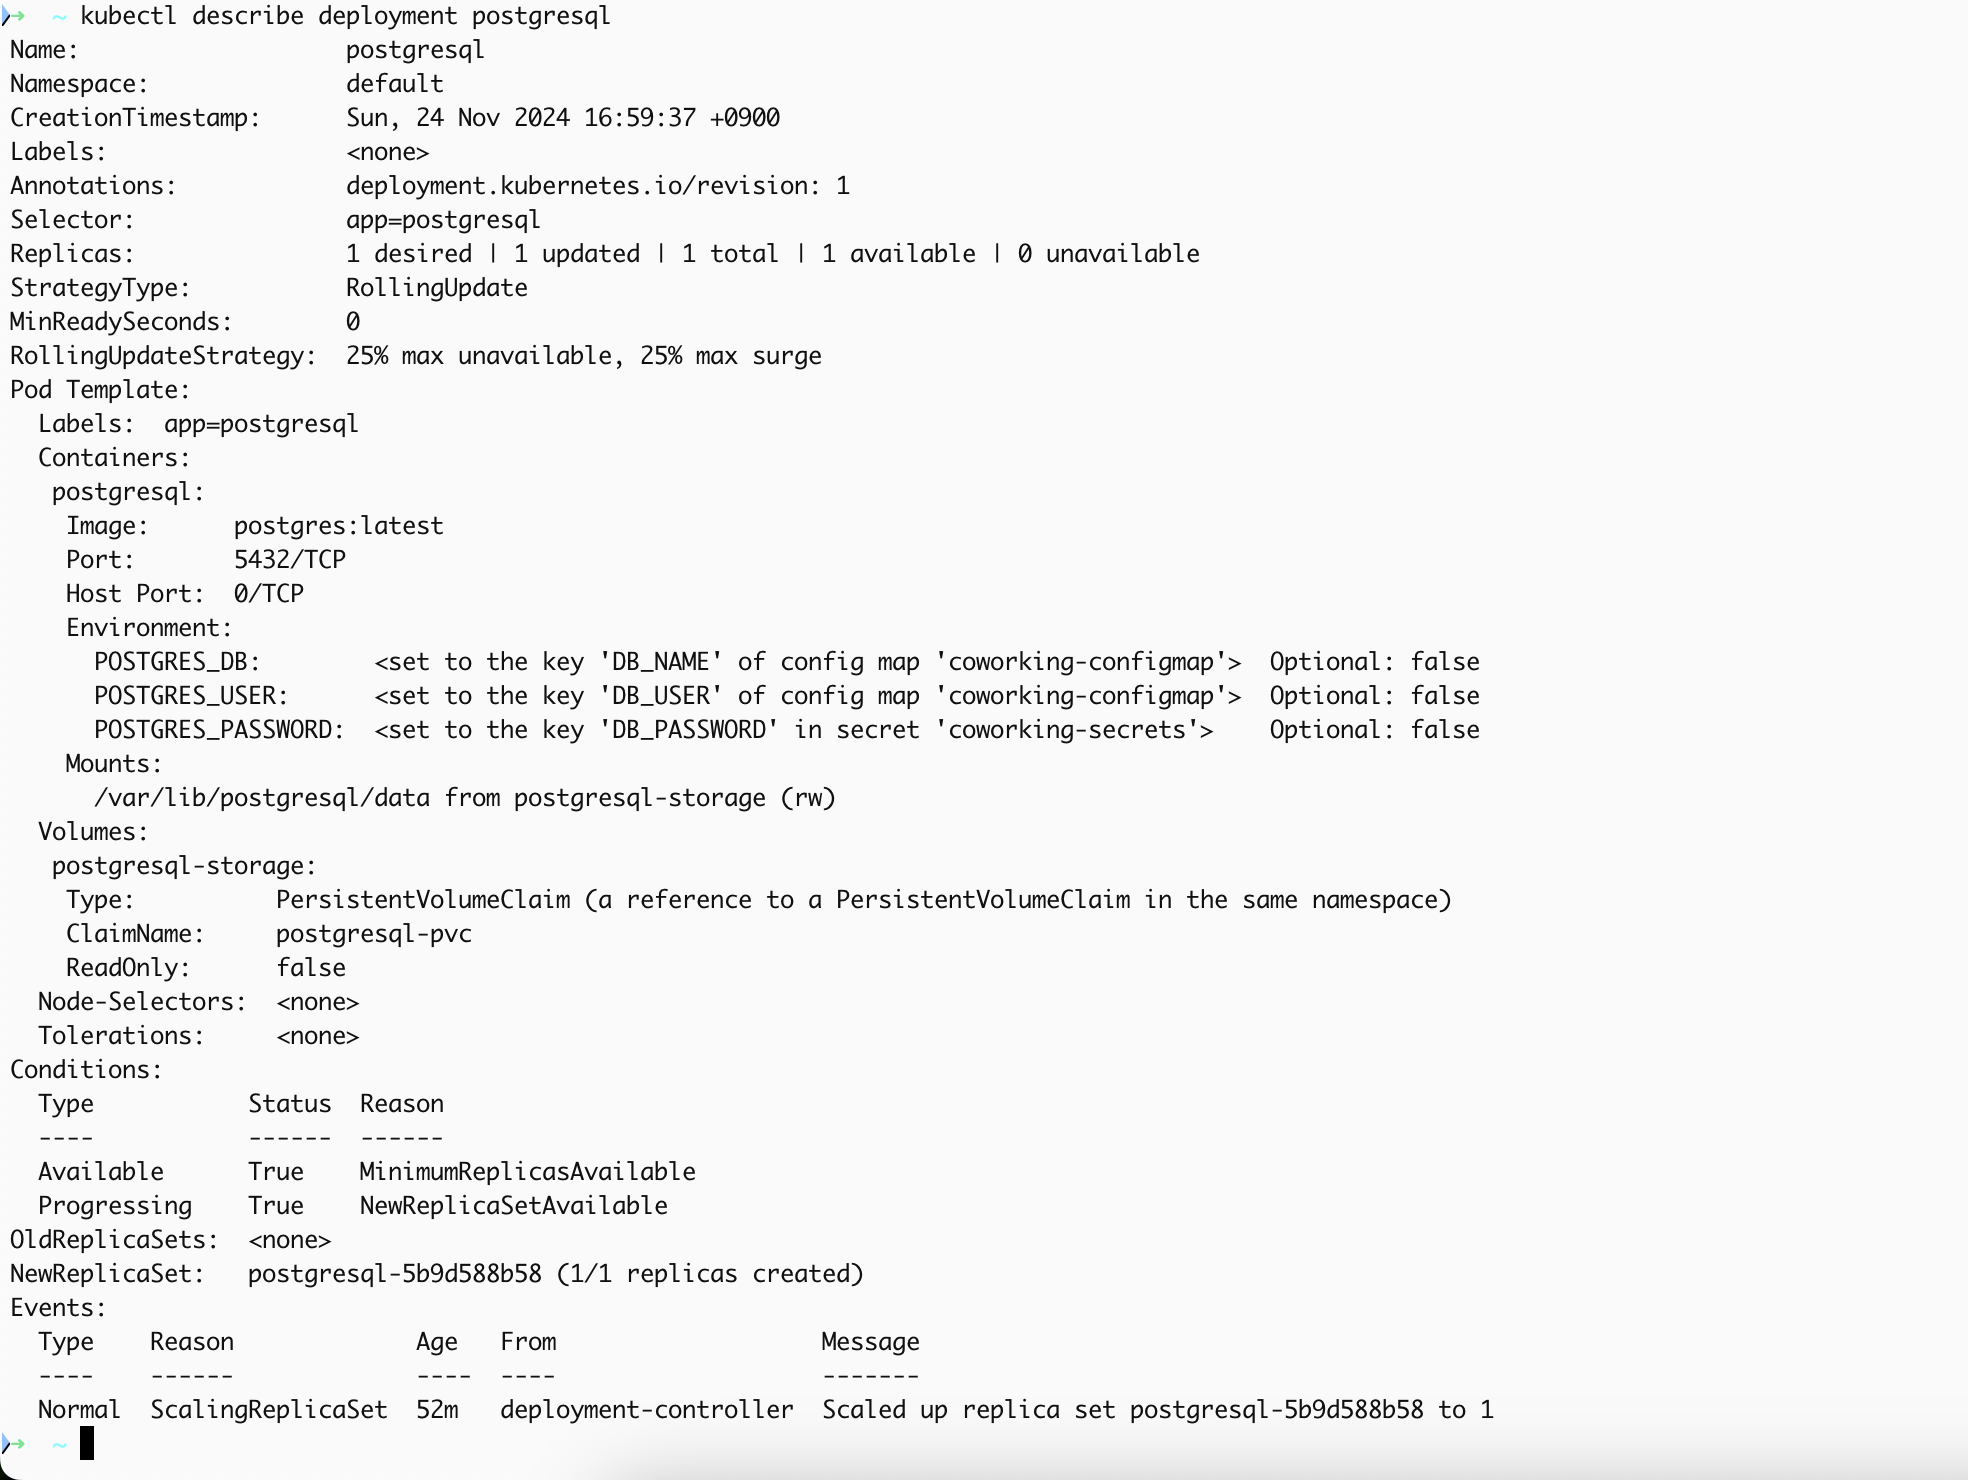 ➜  ~ kubectl describe deployment postgresql
Name:                   postgresql
Namespace:              default
CreationTimestamp:      Sun, 24 Nov 2024 16:59:37 +0900
Labels:                 <none>
Annotations:            deployment.kubernetes.io/revision: 1
Selector:               app=postgresql
Replicas:               1 desired | 1 updated | 1 total | 1 available | 0 unavailable
StrategyType:           RollingUpdate
MinReadySeconds:        0
RollingUpdateStrategy:  25% max unavailable, 25% max surge
Pod Template:
  Labels:  app=postgresql
  Containers:
   postgresql:
    Image:      postgres:latest
    Port:       5432/TCP
    Host Port:  0/TCP
    Environment:
      POSTGRES_DB:        <set to the key 'DB_NAME' of config map 'coworking-configmap'>  Optional: false
      POSTGRES_USER:      <set to the key 'DB_USER' of config map 'coworking-configmap'>  Optional: false
      POSTGRES_PASSWORD:  <set to the key 'DB_PASSWORD' in secret 'coworking-secrets'>    Optional: false
    Mounts:
      /var/lib/postgresql/data from postgresql-storage (rw)
  Volumes:
   postgresql-storage:
    Type:          PersistentVolumeClaim (a reference to a PersistentVolumeClaim in the same namespace)
    ClaimName:     postgresql-pvc
    ReadOnly:      false
  Node-Selectors:  <none>
  Tolerations:     <none>
Conditions:
  Type           Status  Reason
  ----           ------  ------
  Available      True    MinimumReplicasAvailable
  Progressing    True    NewReplicaSetAvailable
OldReplicaSets:  <none>
NewReplicaSet:   postgresql-5b9d588b58 (1/1 replicas created)
Events:
  Type    Reason             Age   From                   Message
  ----    ------             ----  ----                   -------
  Normal  ScalingReplicaSet  52m   deployment-controller  Scaled up replica set postgresql-5b9d588b58 to 1
➜  ~